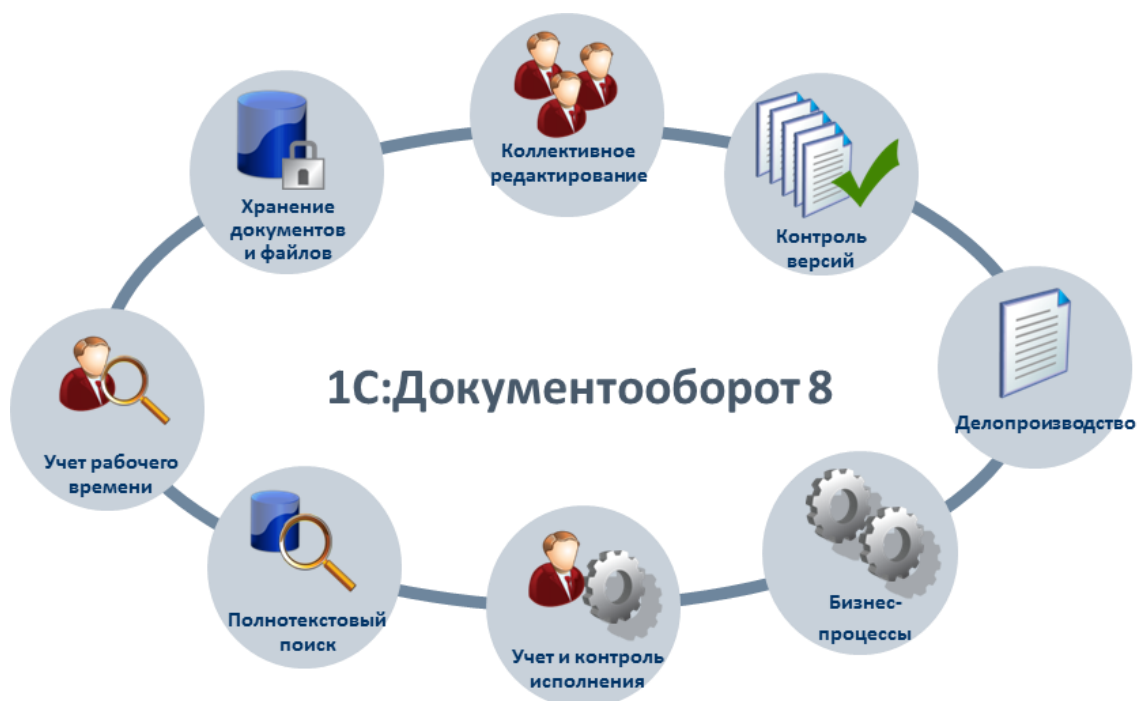 Коллективное
редактирование
Хранение
документов
и файлов
Контроль
версий
1С:Документооборот 8
Делопроизводство
Учет рабочего
времени
Полнотекстовый
поиск
Учет и контроль
исполнения
Бизнес-
процессы